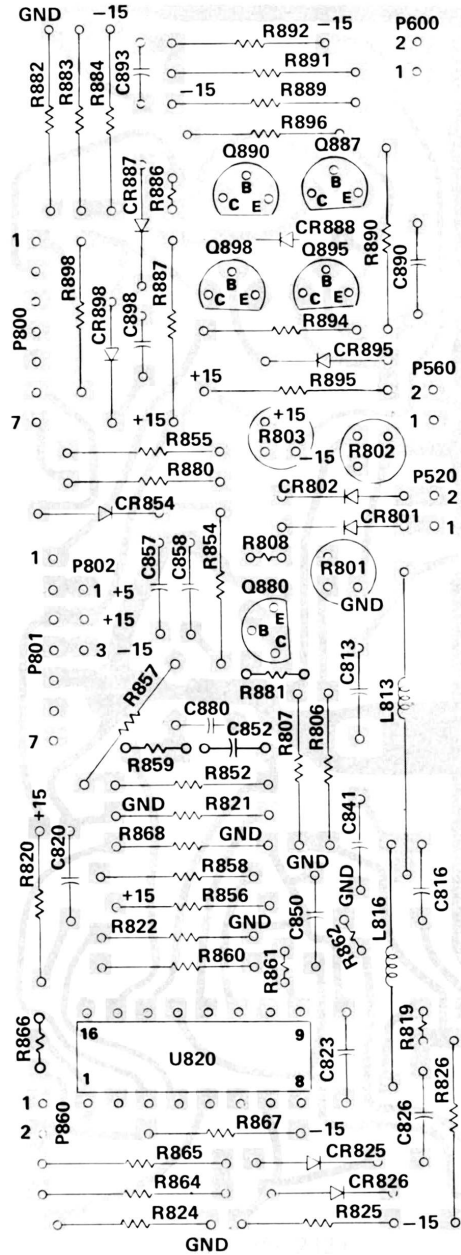 GND -15 R892 -15 P600
2
R882 R883 R884 C893 R891 1
-15 R889
R896
Q890 Q887
CR887 R886 B B
C E C E
1 Q898 CR888 Q895 R890 C890
R898 CR898 C898 R887 B B
C E C E
P800 R894
CR895
+15 R895 P560
2
7 +15 +15 1
R855 R803 -15 R802
R880 P520
CR854 CR802 2
CR801 1
1 C857 C858 R854 R808
P802 R801
1 +5 Q880 GND
+15 E
P801 3 -15 B C C813 L813
R857 R881
C880 R807 R806
7 C852
R859
R852
+15 GND R821
R820 C820 R868 GND C841
R858 GND C816
+15 R856 GND L816
R822 GND C850
R860 R861 R862
R866 16 9 R819
U820 C823 R826
1 8
1 P860 C826
2 R867 -15
R865 CR825
R864 CR826
R824 R825 -15
GND